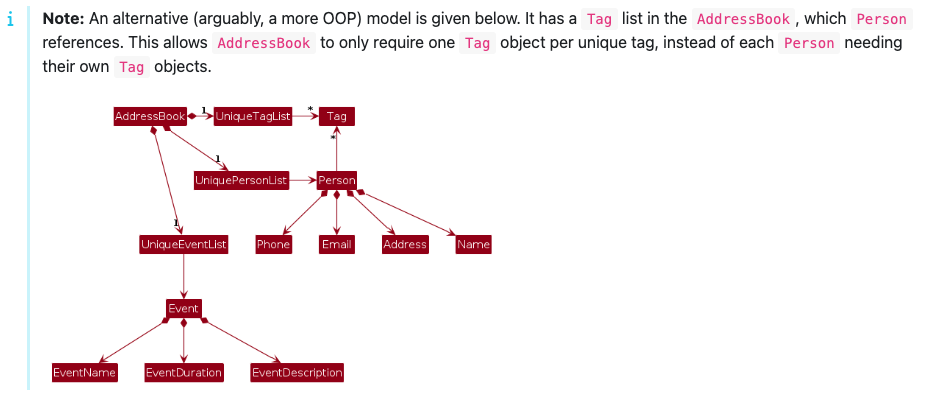 i
Note: An alternative (arguably, a more OOP) model is given below. It has a Tag list in the AddressBook , which Person
references. This allows AddressBook to only require one Tag object per unique tag, instead of each Person needing
their own Tag objects.
AddressBook 1 UniqueTagList * Tag
*
1
UniquePersonList Person
1
UniqueEventList Phone Email Address Name
Event
EventName EventDuration EventDescription